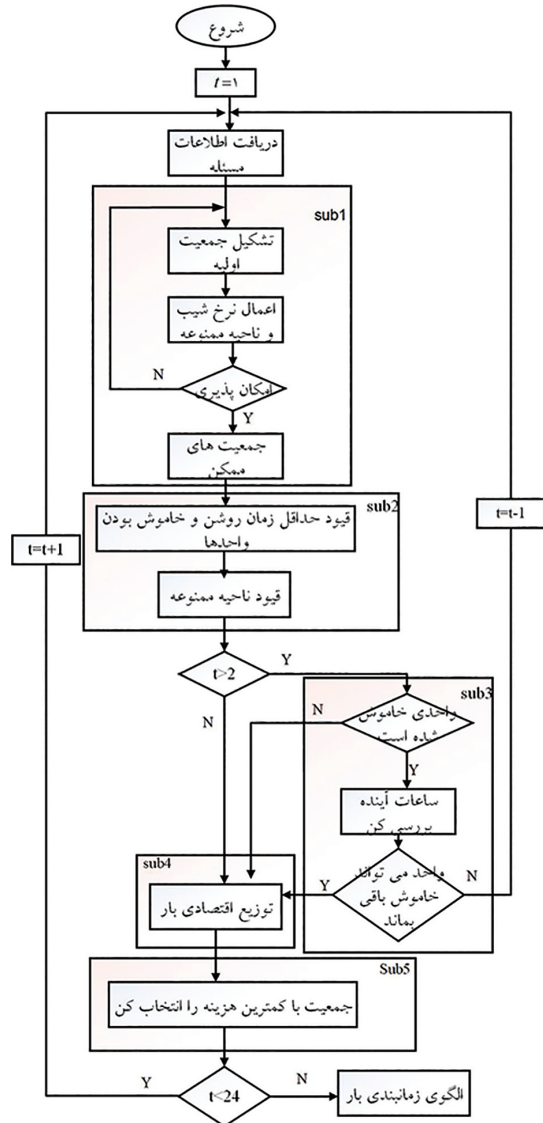 شروع
t=۱
دریافت اطلاعات
مسئله
sub1
تشکیل جمعیت
اولیه
اعمال نرخ شیب
و ناحیه ممنوعه
N
امکان پذیری
Y
جمعیت های
ممکن
sub2
t=t-1
قیود حداقل زمان روشن و خاموش بودن
واحدها
t=t+1
قیود ناحیه ممنوعه
t>2
Y
sub3
N
N
واحدی خاموش
شده است
Y
ساعات آینده
بررسی کن
sub4
واحد می تواند
خاموش باقی
بماند
Y
N
توزیع اقتصادی بار
Sub5
جمعیت با کمترین هزینه را انتخاب کن
Y
t<24
N
الگوی زمانبندی بار